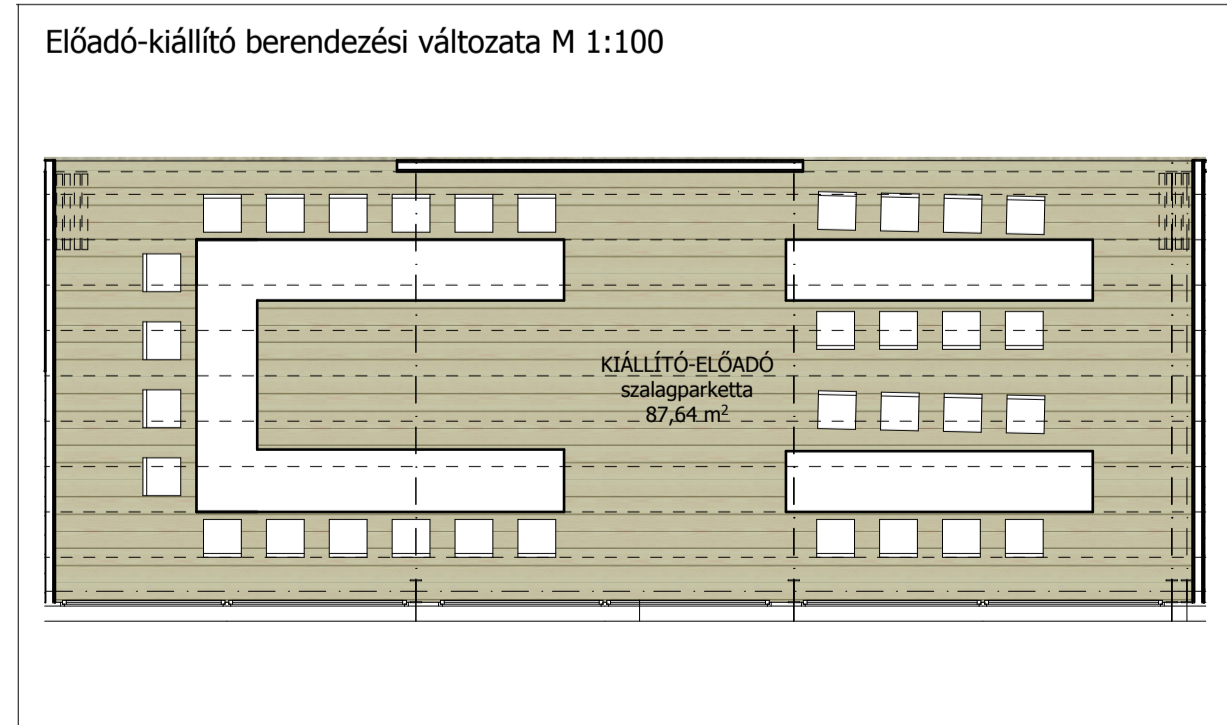 Előadó-kiállító berendezési változata M 1:100
KIÁLLÍTÓ-ELŐADÓ
szalagparketta
87,64 m²